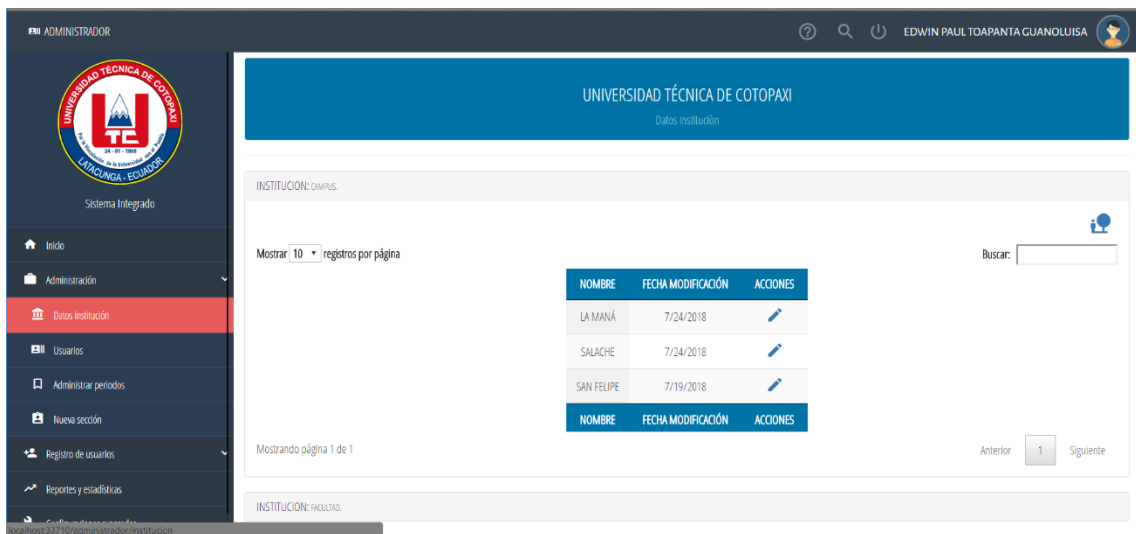 ADMINISTRADOR
EDWIN PAUL TOAPANTA GUANOLUISA
UNIVERSIDAD TÉCNICA DE COTOPAXI
UTC
24 - 01 - 1995
LATACUNGA - ECUADOR
Sistema Integrado
Inicio
Administración
Datos institución
Usuarios
Administrar periodos
Nueva sección
Registro de usuarios
Reportes y estadísticas
localhost:33710/administrador/institucion
UNIVERSIDAD TÉCNICA DE COTOPAXI
Datos Institución
INSTITUCION: CAMPUS.
Mostrar 10 registros por página
Buscar:
NOMBRE FECHA MODIFICACIÓN ACCIONES
LA MANÁ 7/24/2018
SALACHE 7/24/2018
SAN FELIPE 7/19/2018
NOMBRE FECHA MODIFICACIÓN ACCIONES
Mostrando página 1 de 1
Anterior 1 Siguiente
INSTITUCION: FACULTAD.